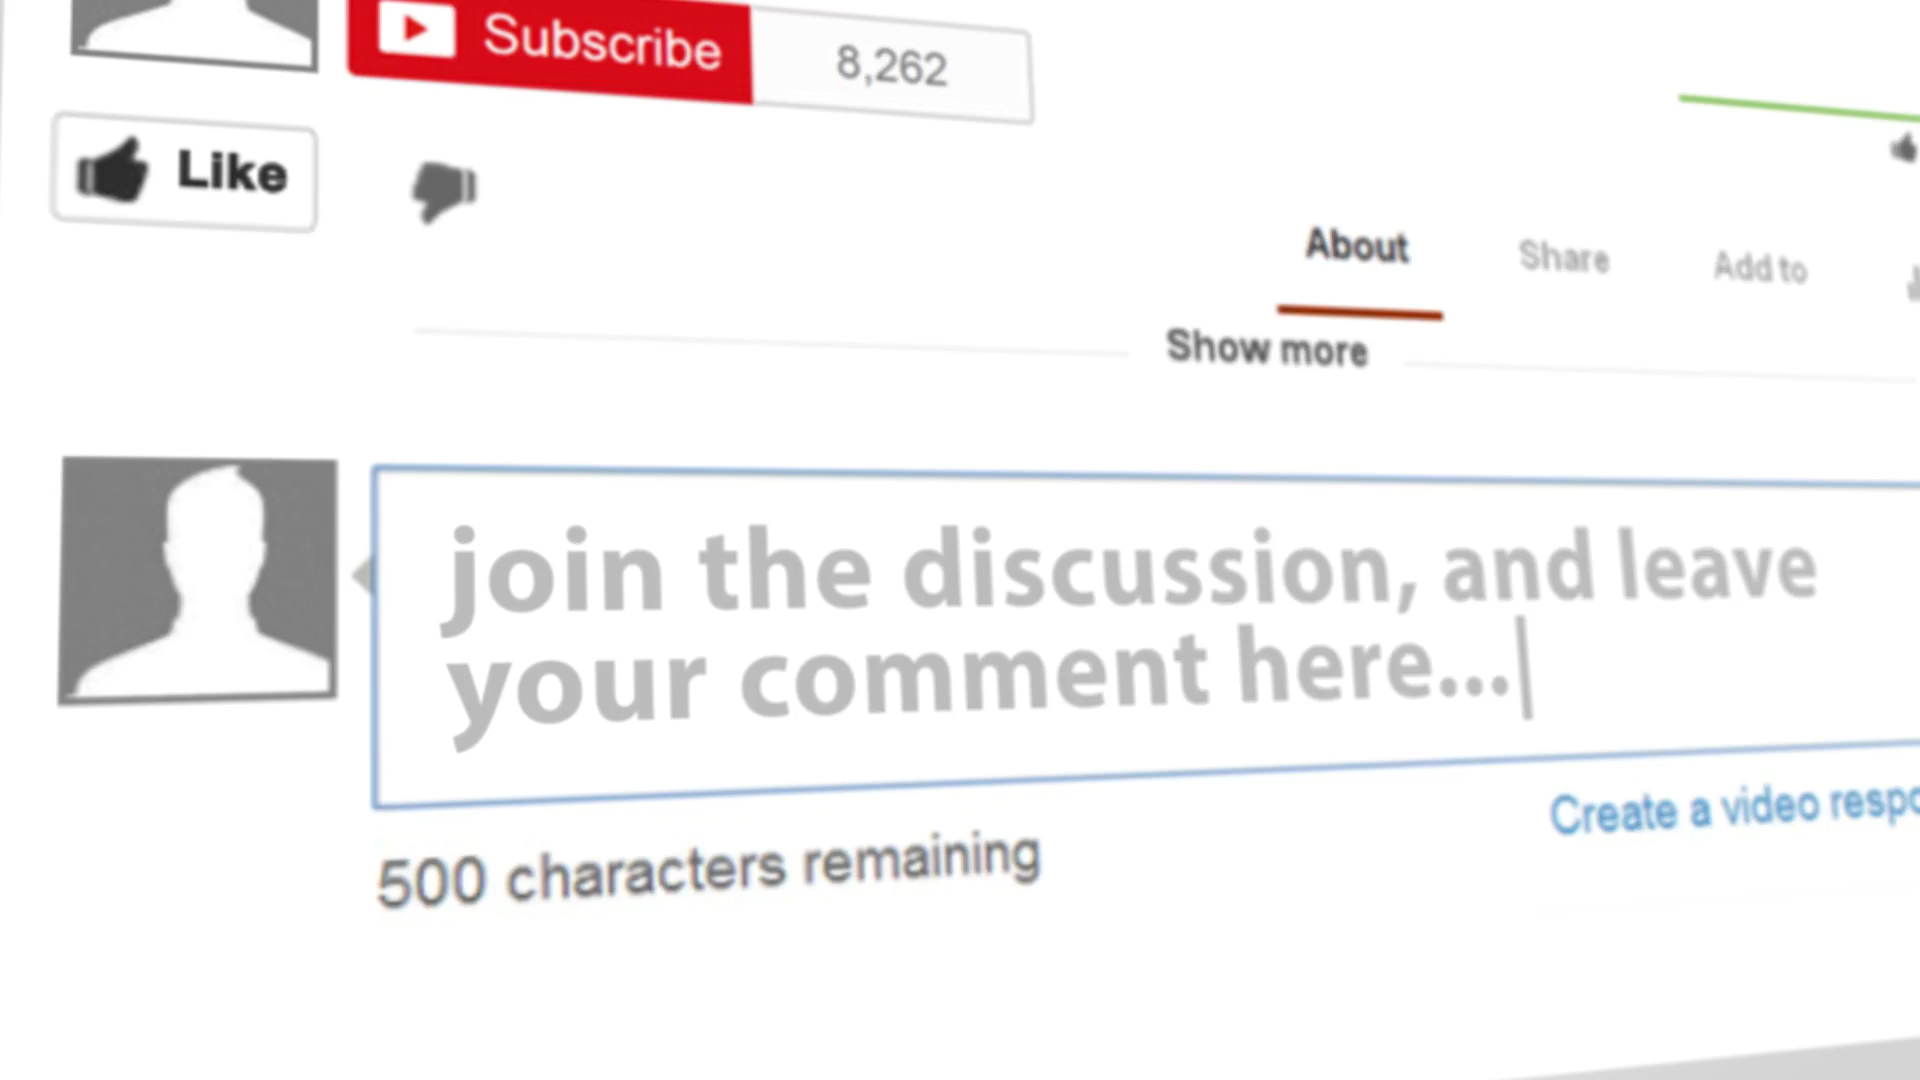 Subscribe 8,262
Like
About Share Add to
Show more
join the discussion, and leave
your comment here...
Create a video respo
500 characters remaining